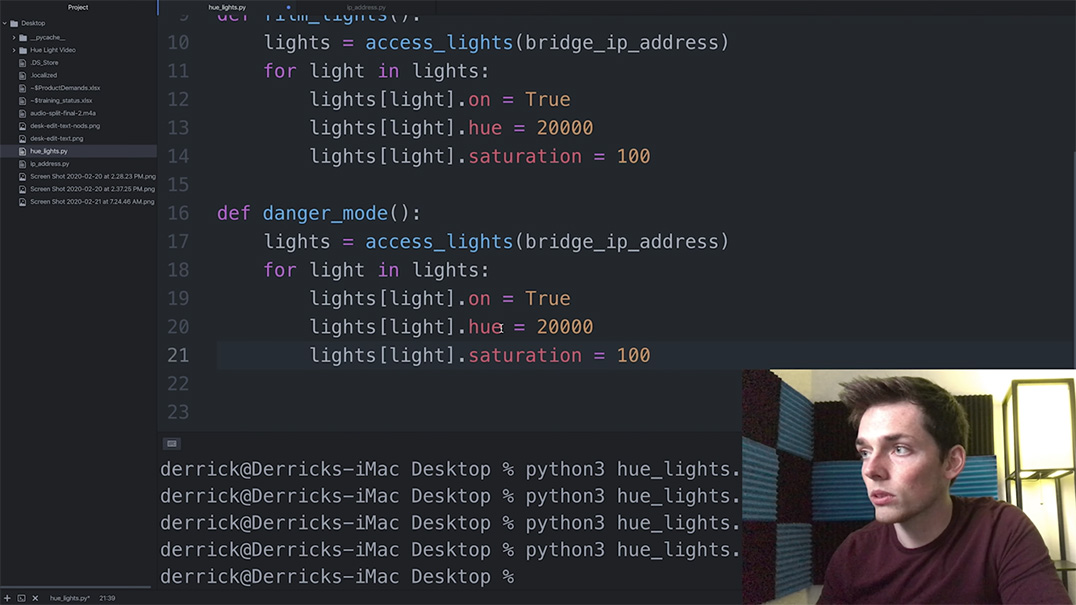 Project
hue_lights.py
ip_address.py
Desktop
__pycache__
Hue Light Video
.DS_Store
.localized
~$ProductDemands.xlsx
~$training_status.xlsx
audio-split-final-2.m4a
desk-edit-text-nods.png
desk-edit-text.png
hue_lights.py
ip_address.py
Screen Shot 2020-02-20 at 2.28.23 PM.png
Screen Shot 2020-02-20 at 2.37.25 PM.png
Screen Shot 2020-02-21 at 7.24.46 AM.png
9 def film_lights():
10 lights = access_lights(bridge_ip_address)
11 for light in lights:
12 lights[light].on = True
13 lights[light].hue = 20000
14 lights[light].saturation = 100
15
16 def danger_mode():
17 lights = access_lights(bridge_ip_address)
18 for light in lights:
19 lights[light].on = True
20 lights[light].hue = 20000
21 lights[light].saturation = 100
22
23
derrick@Derricks-iMac Desktop % python3 hue_lights.
derrick@Derricks-iMac Desktop % python3 hue_lights.
derrick@Derricks-iMac Desktop % python3 hue_lights.
derrick@Derricks-iMac Desktop % python3 hue_lights.
derrick@Derricks-iMac Desktop %
hue_lights.py* 21:39